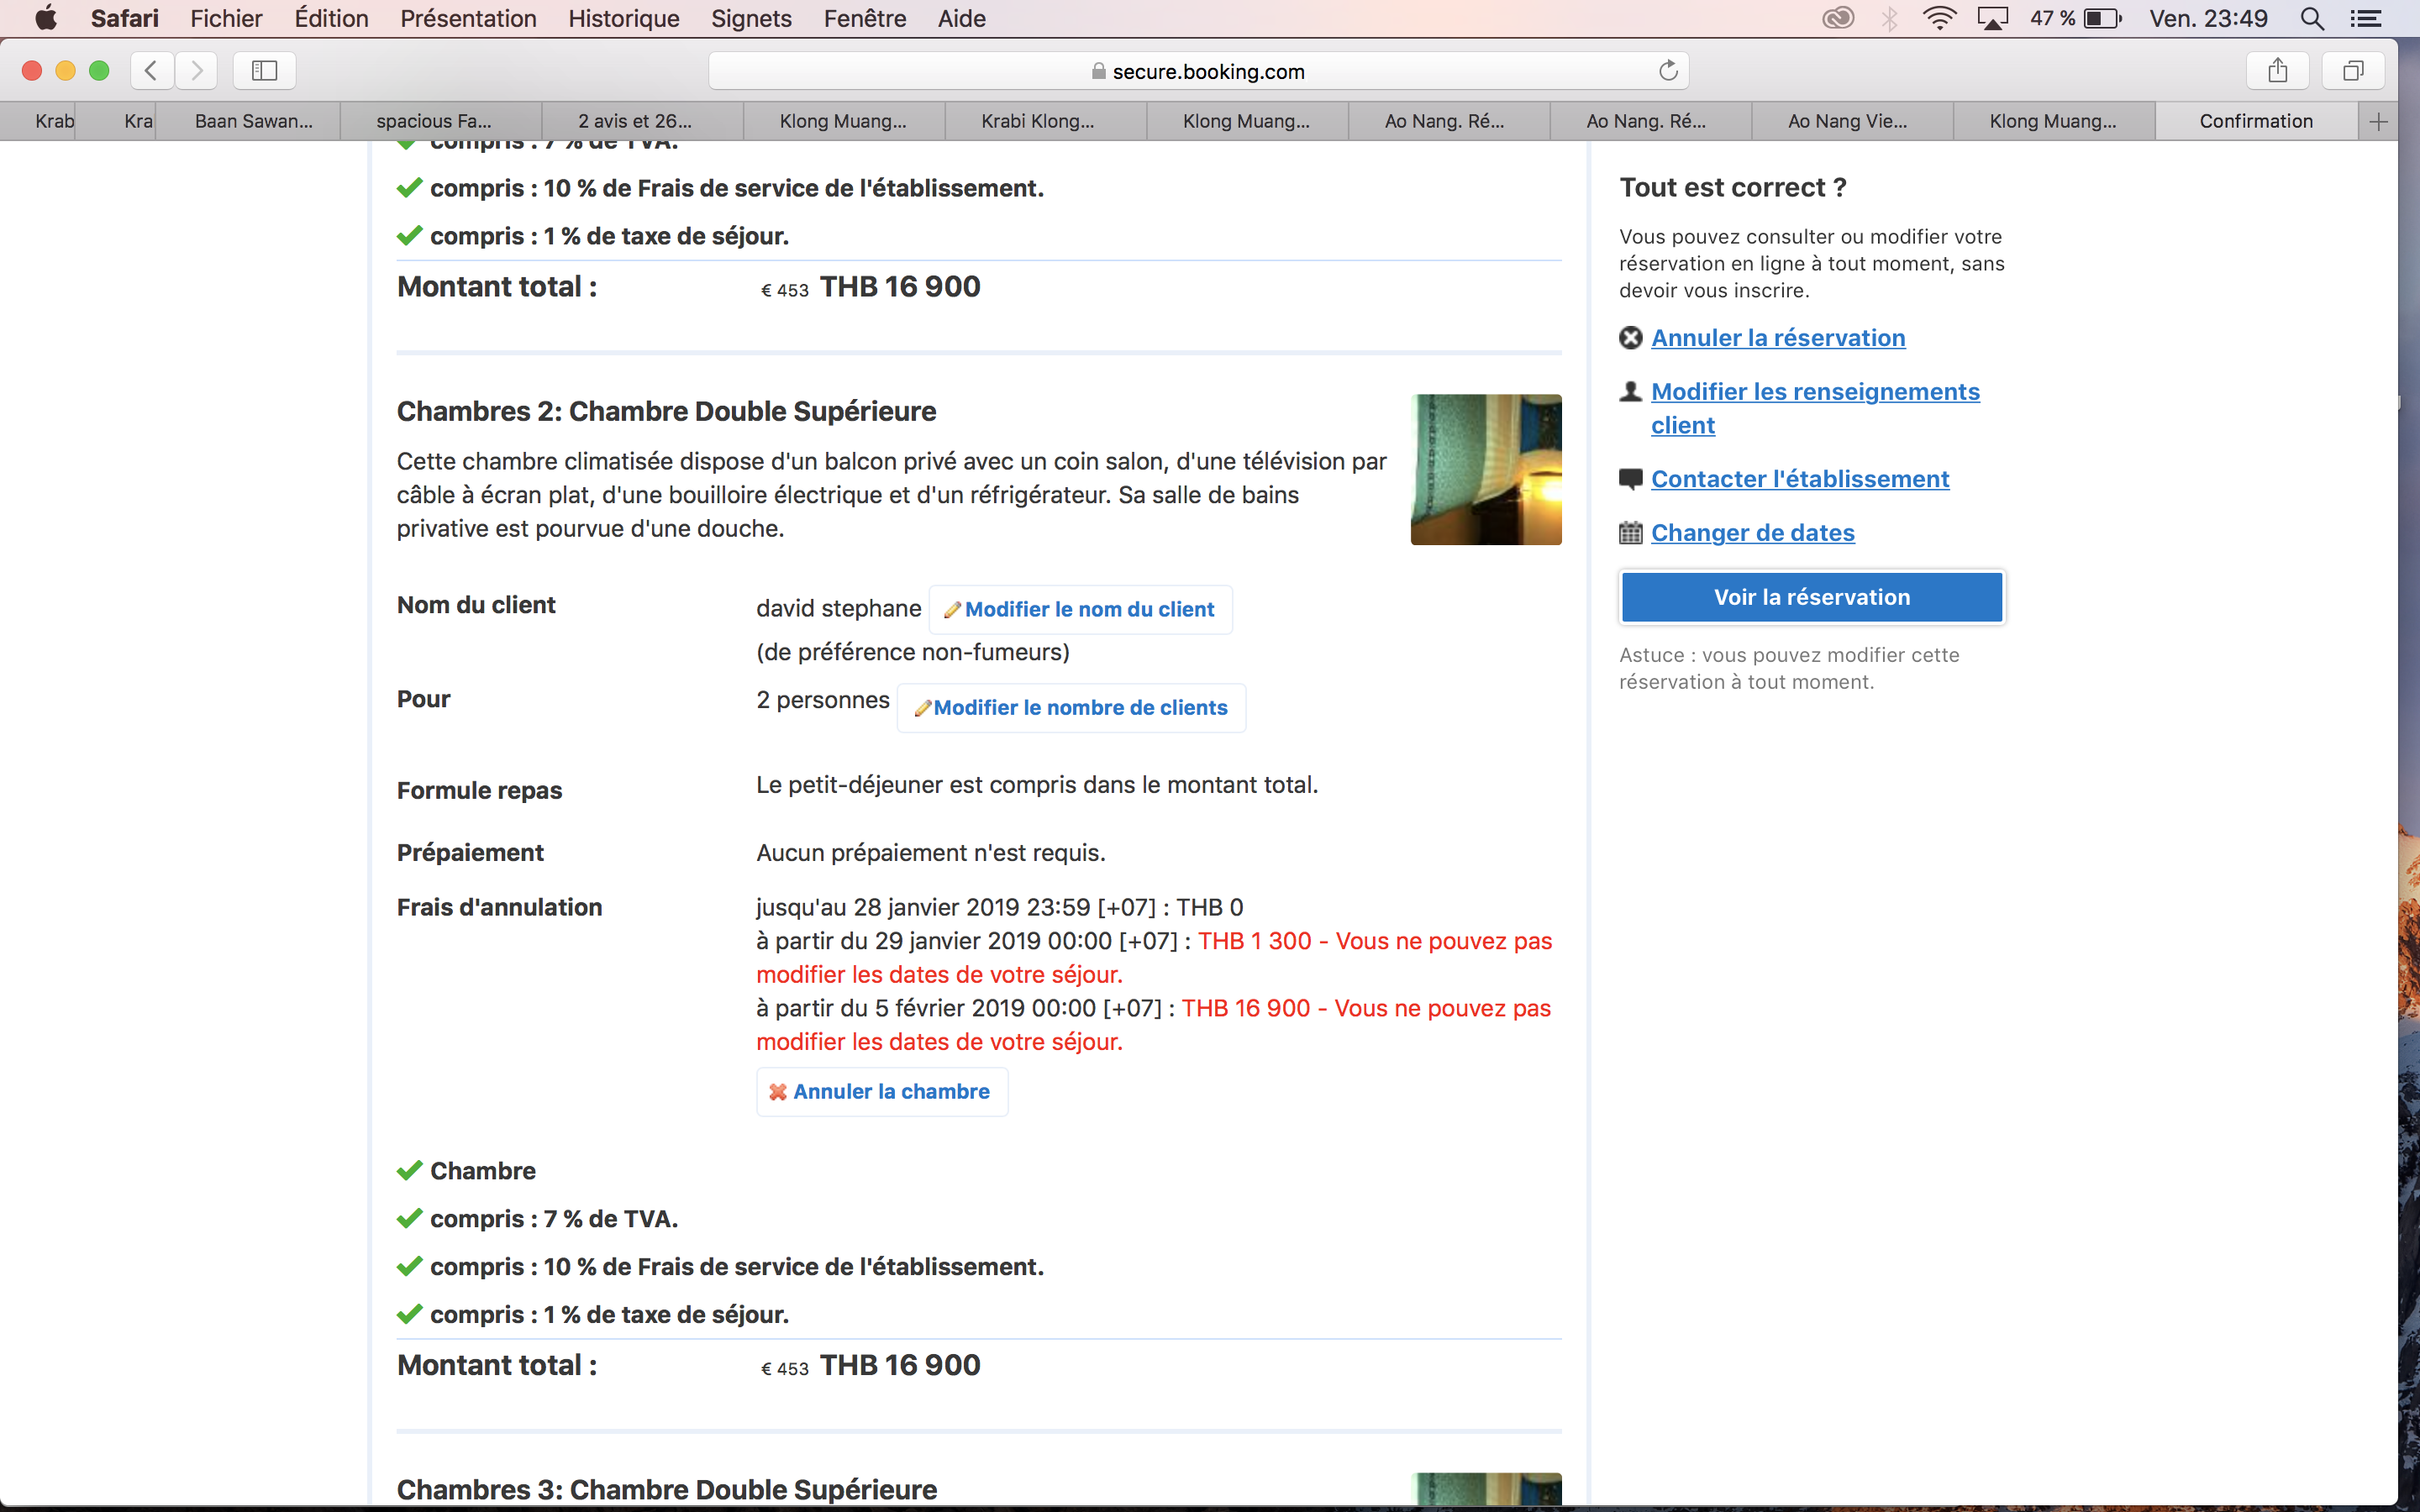 Safari Fichier Édition Présentation Historique Signets Fenêtre Aide 47 % Ven. 23:49
secure.booking.com
Krab Kra Baan Sawan... spacious Fa... 2 avis et 26... Klong Muang... Krabi Klong... Klong Muang... Ao Nang. Ré... Ao Nang. Ré... Ao Nang Vie... Klong Muang... Confirmation
compris : 7 % de TVA.
compris : 10 % de Frais de service de l'établissement.
compris : 1 % de taxe de séjour.
Montant total : € 453 THB 16 900
Chambres 2: Chambre Double Supérieure
Cette chambre climatisée dispose d'un balcon privé avec un coin salon, d'une télévision par
câble à écran plat, d'une bouilloire électrique et d'un réfrigérateur. Sa salle de bains
privative est pourvue d'une douche.
Nom du client david stephane Modifier le nom du client
(de préférence non-fumeurs)
Pour 2 personnes Modifier le nombre de clients
Formule repas Le petit-déjeuner est compris dans le montant total.
Prépaiement Aucun prépaiement n'est requis.
Frais d'annulation jusqu'au 28 janvier 2019 23:59 [+07] : THB 0
à partir du 29 janvier 2019 00:00 [+07] : THB 1 300 - Vous ne pouvez pas
modifier les dates de votre séjour.
à partir du 5 février 2019 00:00 [+07] : THB 16 900 - Vous ne pouvez pas
modifier les dates de votre séjour.
Annuler la chambre
Chambre
compris : 7 % de TVA.
compris : 10 % de Frais de service de l'établissement.
compris : 1 % de taxe de séjour.
Montant total : € 453 THB 16 900
Chambres 3: Chambre Double Supérieure
Tout est correct ?
Vous pouvez consulter ou modifier votre
réservation en ligne à tout moment, sans
devoir vous inscrire.
Annuler la réservation
Modifier les renseignements
client
Contacter l'établissement
Changer de dates
Voir la réservation
Astuce : vous pouvez modifier cette
réservation à tout moment.